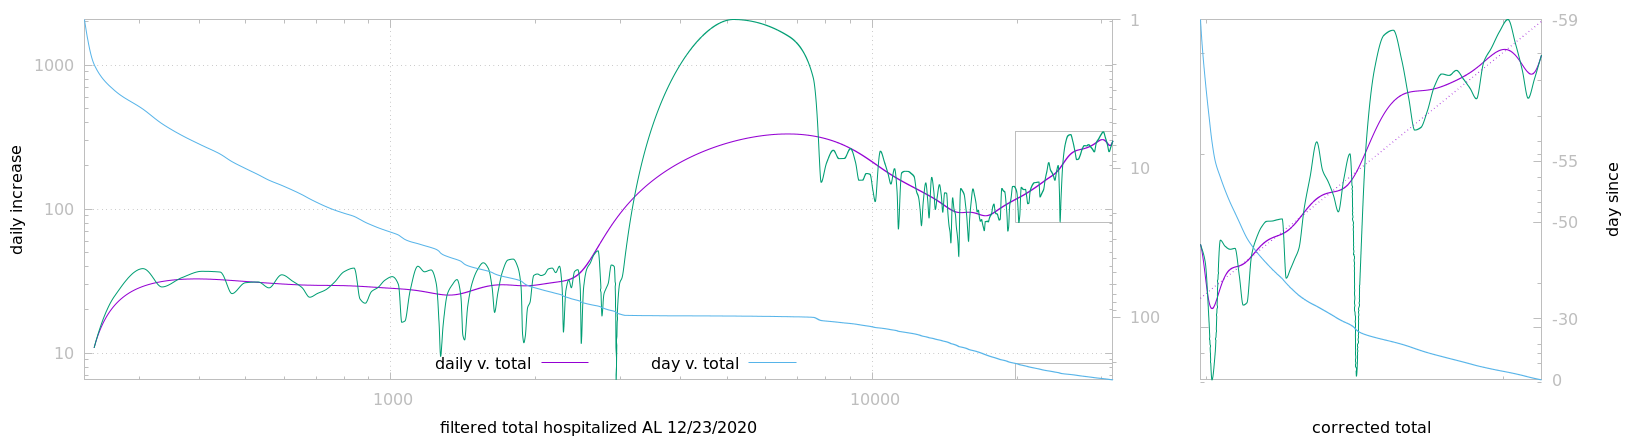 1000
100
10
daily increase
1
10
100
daily v. total
day v. total
1000
10000
filtered total hospitalized AL 12/23/2020
-59
-55
-50
-30
0
day since
corrected total